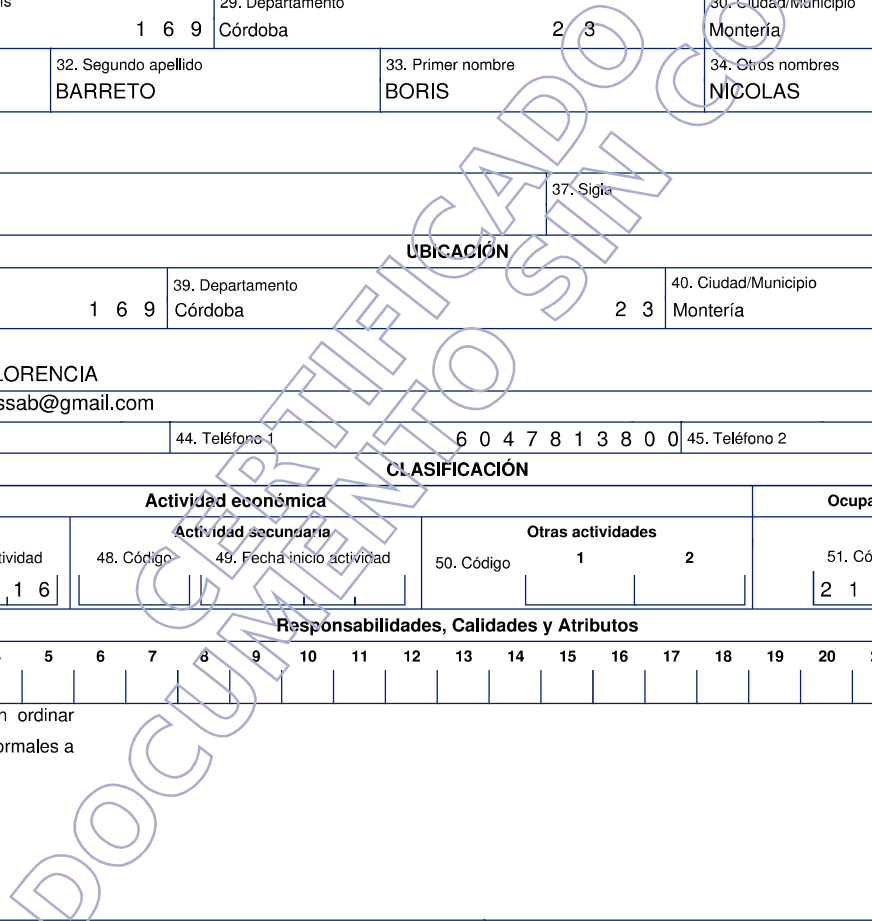 29. Departamento
1 6 9 Córdoba 2 3 Montería
32. Segundo apellido 33. Primer nombre 34. Otros nombres
BARRETO BORIS NICOLAS
37. Sigla
UBICACIÓN
39. Departamento 40. Ciudad/Municipio
1 6 9 Córdoba 2 3 Montería
LORENCIA
ssab@gmail.com
44. Teléfono 1 6 0 4 7 8 1 3 8 0 0 45. Teléfono 2
CLASIFICACIÓN
Actividad económica Ocupa
Actividad secundaria Otras actividades
tividad 48. Código 49. Fecha inicio actividad 50. Código 1 2 51. Có
1 6 2 1
Responsabilidades, Calidades y Atributos
5 6 7 8 9 10 11 12 13 14 15 16 17 18 19 20
n ordinar
ormales a
CERTIFICADO
DOCUMENTO SIN CO